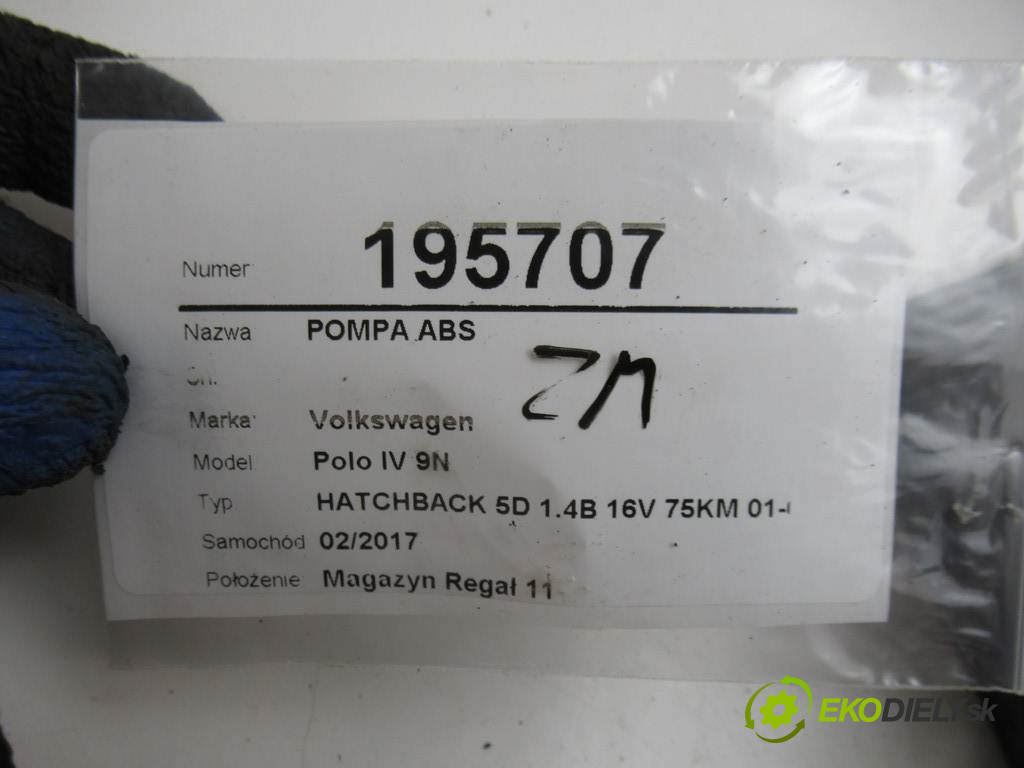 Numer 195707
Nazwa POMPA ABS
ZM
Marka: Volkswagen
Model Polo IV 9N
Typ HATCHBACK 5D 1.4B 16V 75KM 01-
Samochód 02/2017
Położenie Magazyn Regał 11
EKODIELY.sk